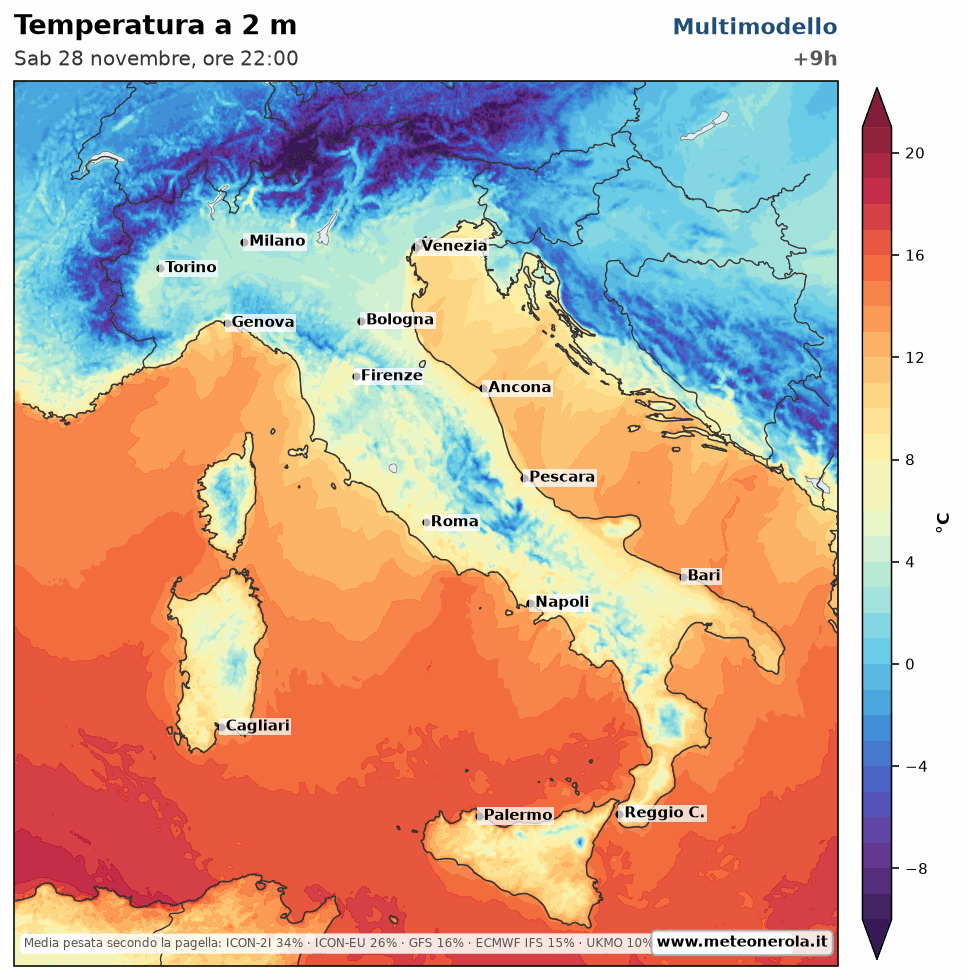 Temperatura a 2 m
Multimodello
Sab 28 novembre, ore 22:00
+9h
Milano
Venezia
Torino
Genova
Bologna
Firenze
Ancona
Pescara
Roma
Bari
Napoli
Cagliari
Palermo
Reggio C.
20
16
12
8
4
0
−4
−8
°C
Media pesata secondo la pagella: ICON-2I 34% · ICON-EU 26% · GFS 16% · ECMWF IFS 15% · UKMO 10%
www.meteonerola.it